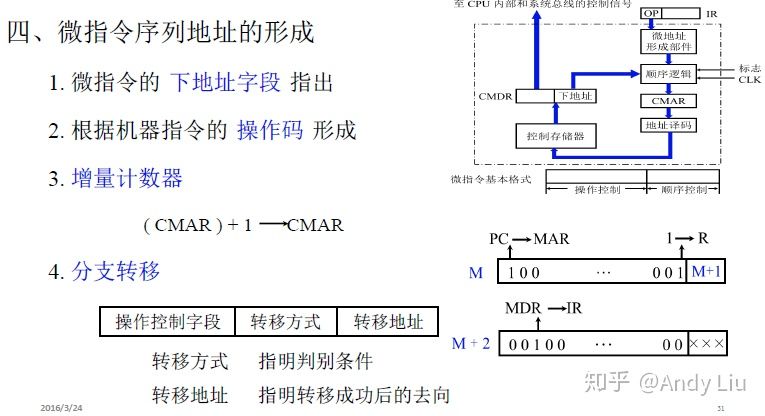 四、微指令序列地址的形成
1. 微指令的 下地址字段 指出
2. 根据机器指令的 操作码 形成
3. 增量计数器
( CMAR ) + 1 → CMAR
4. 分支转移
操作控制字段 转移方式 转移地址
转移方式 指明判别条件
转移地址 指明转移成功后的去向
2016/3/24
至 CPU 内部和系统总线的控制信号
OP IR
微地址
形成部件
顺序逻辑
标志
CLK
CMDR 下地址
CMAR
地址译码
控制存储器
微指令基本格式
操作控制 顺序控制
PC → MAR 1 → R
M 1 0 0 … 0 0 1 M+1
MDR → IR
M + 2 0 0 1 0 0 … 0 0 ×××
知乎 @Andy Liu
31